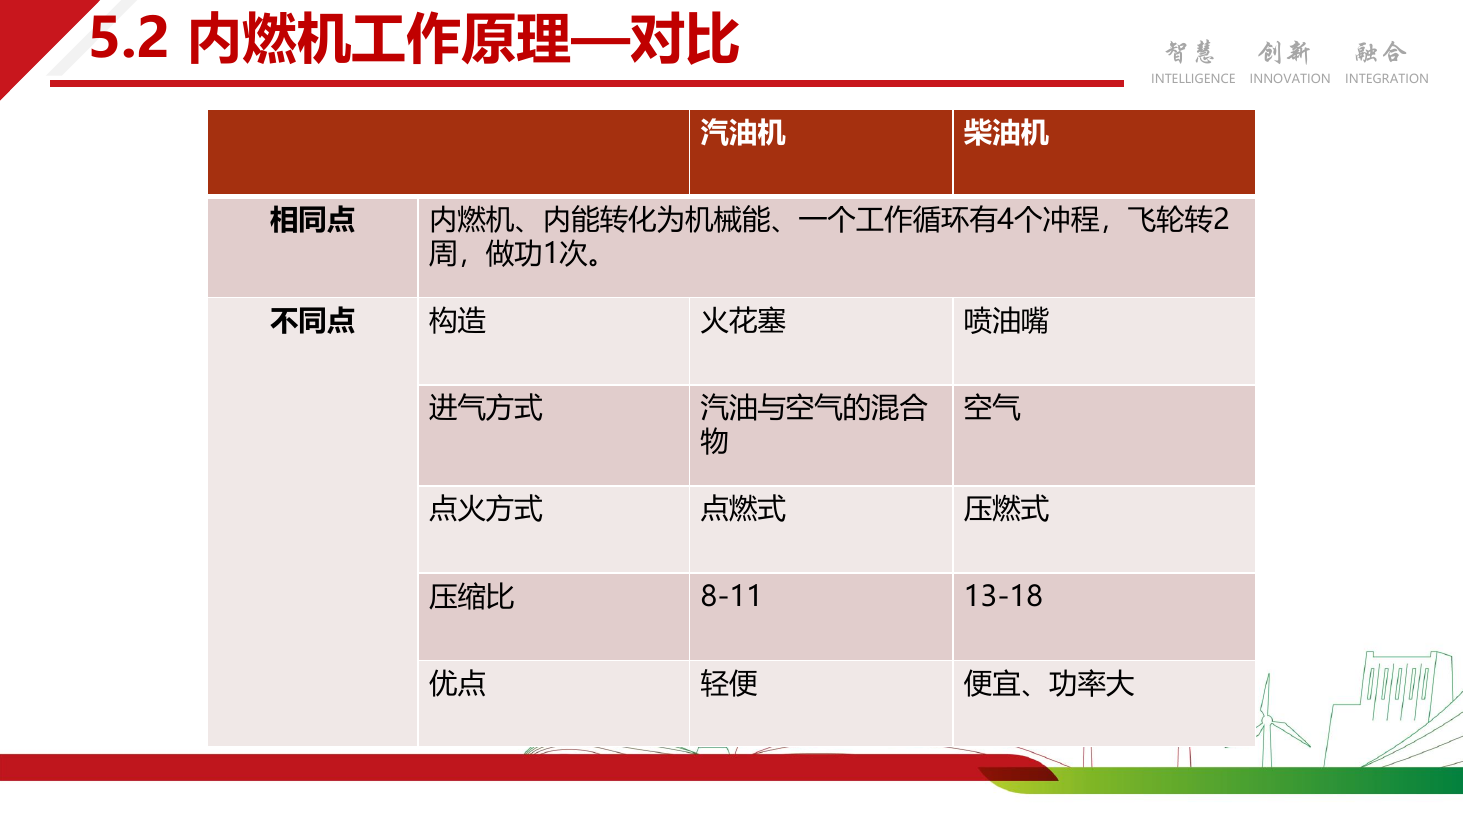 5.2 内燃机工作原理—对比
智慧 创新 融合
INTELLIGENCE INNOVATION INTEGRATION
汽油机 柴油机
相同点 内燃机、内能转化为机械能、一个工作循环有4个冲程，飞轮转2
周，做功1次。
不同点 构造 火花塞 喷油嘴
进气方式 汽油与空气的混合 空气
物
点火方式 点燃式 压燃式
压缩比 8-11 13-18
优点 轻便 便宜、功率大